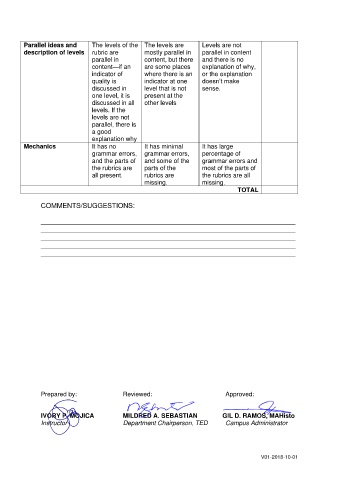 Parallel ideas and
description of levels
The levels of the
rubric are
parallel in
content—if an
indicator of
quality is
discussed in
one level, it is
discussed in all
levels. If the
levels are not
parallel, there is
a good
explanation why
The levels are
mostly parallel in
content, but there
are some places
where there is an
indicator at one
level that is not
present at the
other levels
Levels are not
parallel in content
and there is no
explanation of why,
or the explanation
doesn't make
sense.
Mechanics
It has no
grammar errors,
and the parts of
the rubrics are
all present.
It has minimal
grammar errors,
and some of the
parts of the
rubrics are
missing.
It has large
percentage of
grammar errors and
most of the parts of
the rubrics are all
missing.
TOTAL
COMMENTS/SUGGESTIONS:
Prepared by:
Reviewed:
Approved:
IVORY P. MOJICA
MILDRED A. SEBASTIAN
GIL D. RAMOS, MAHisto
Instructor
Department Chairperson, TED
Campus Administrator
V01-2018-10-01